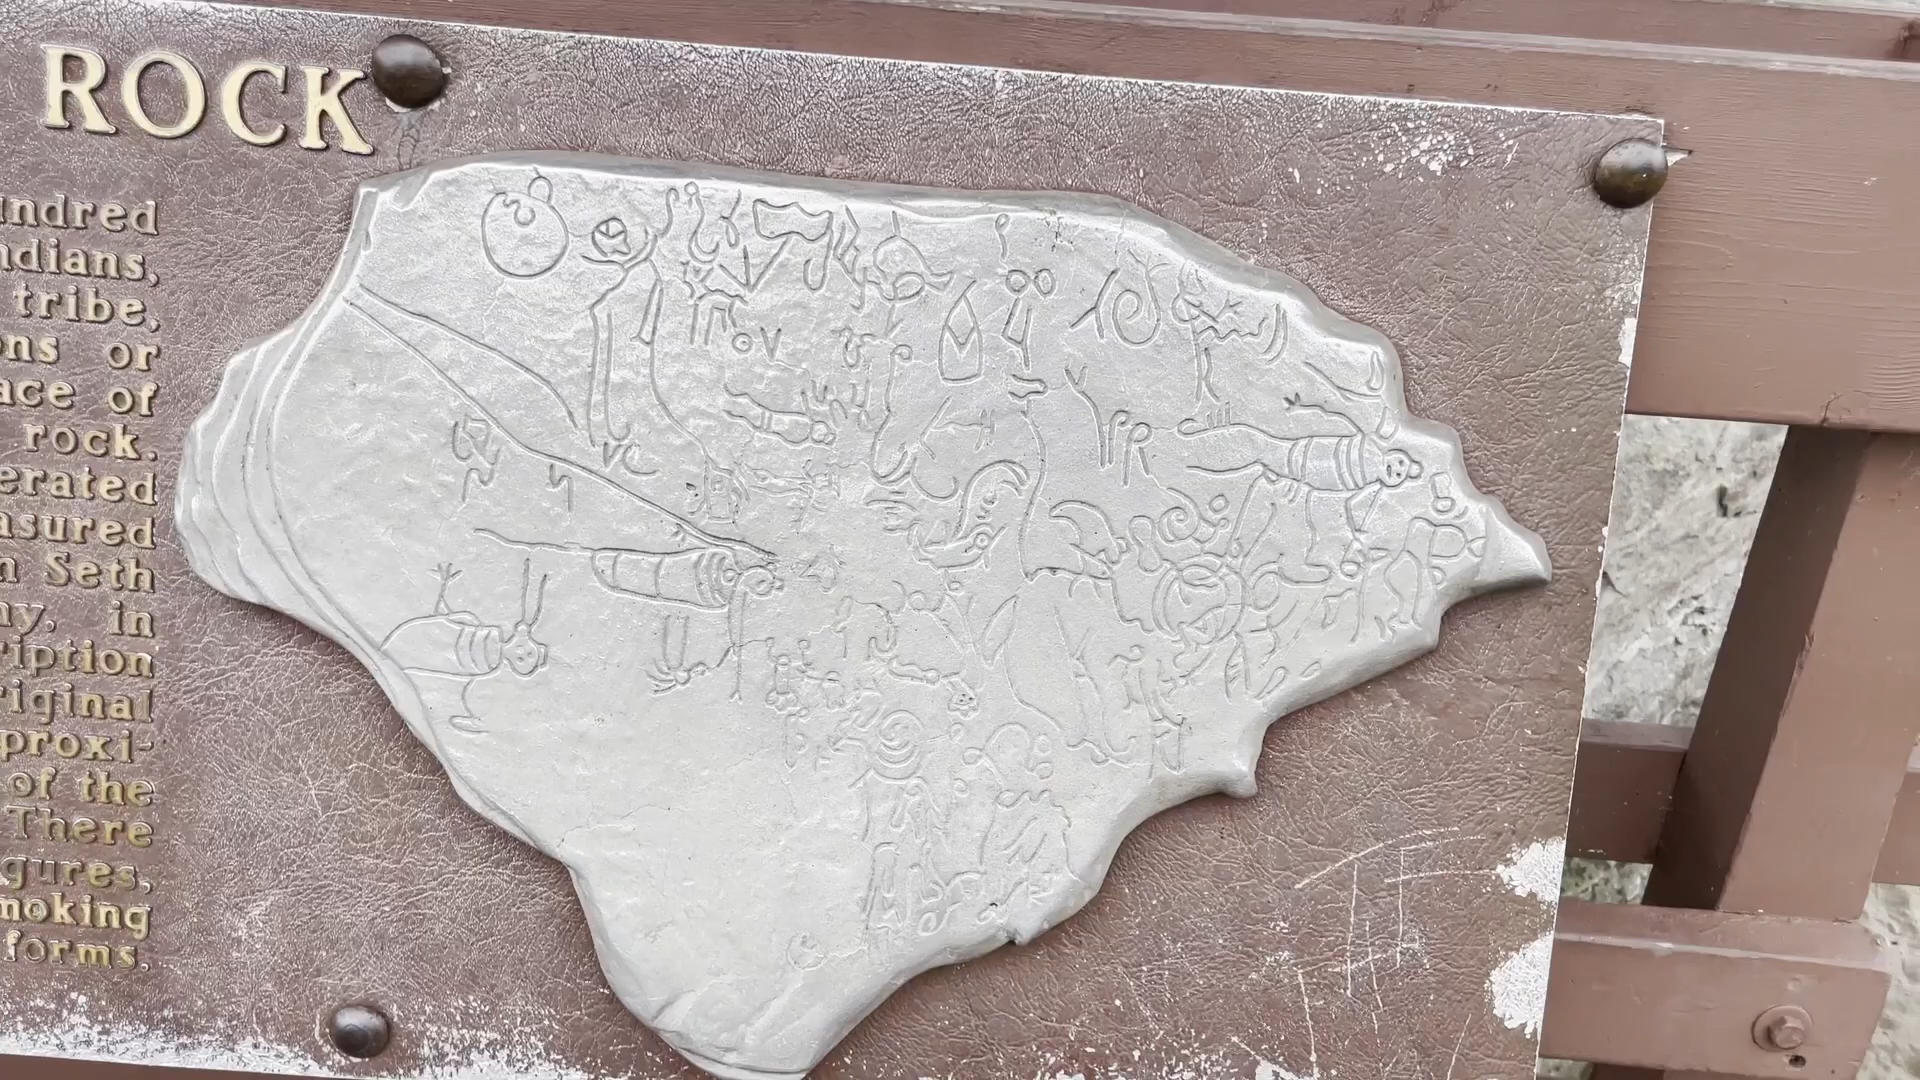 ROCK
undred
ndians,
tribe,
ons or
ace of
rock.
erated
asured
n Seth
ny, in
ription
riginal
proxi-
of the
There
gures,
moking
forms.